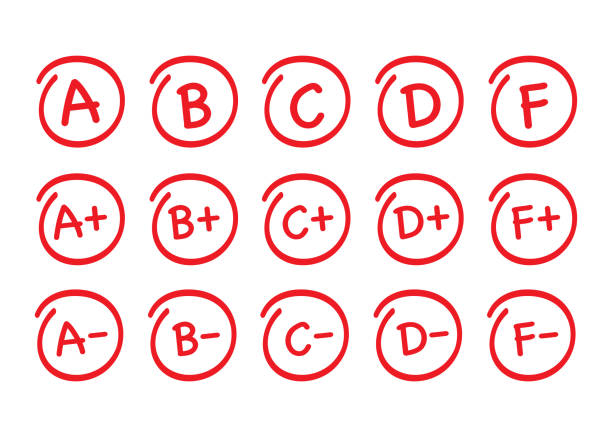 A B C D F
A+ B+ C+ D+ F+
A- B- C- D- F-